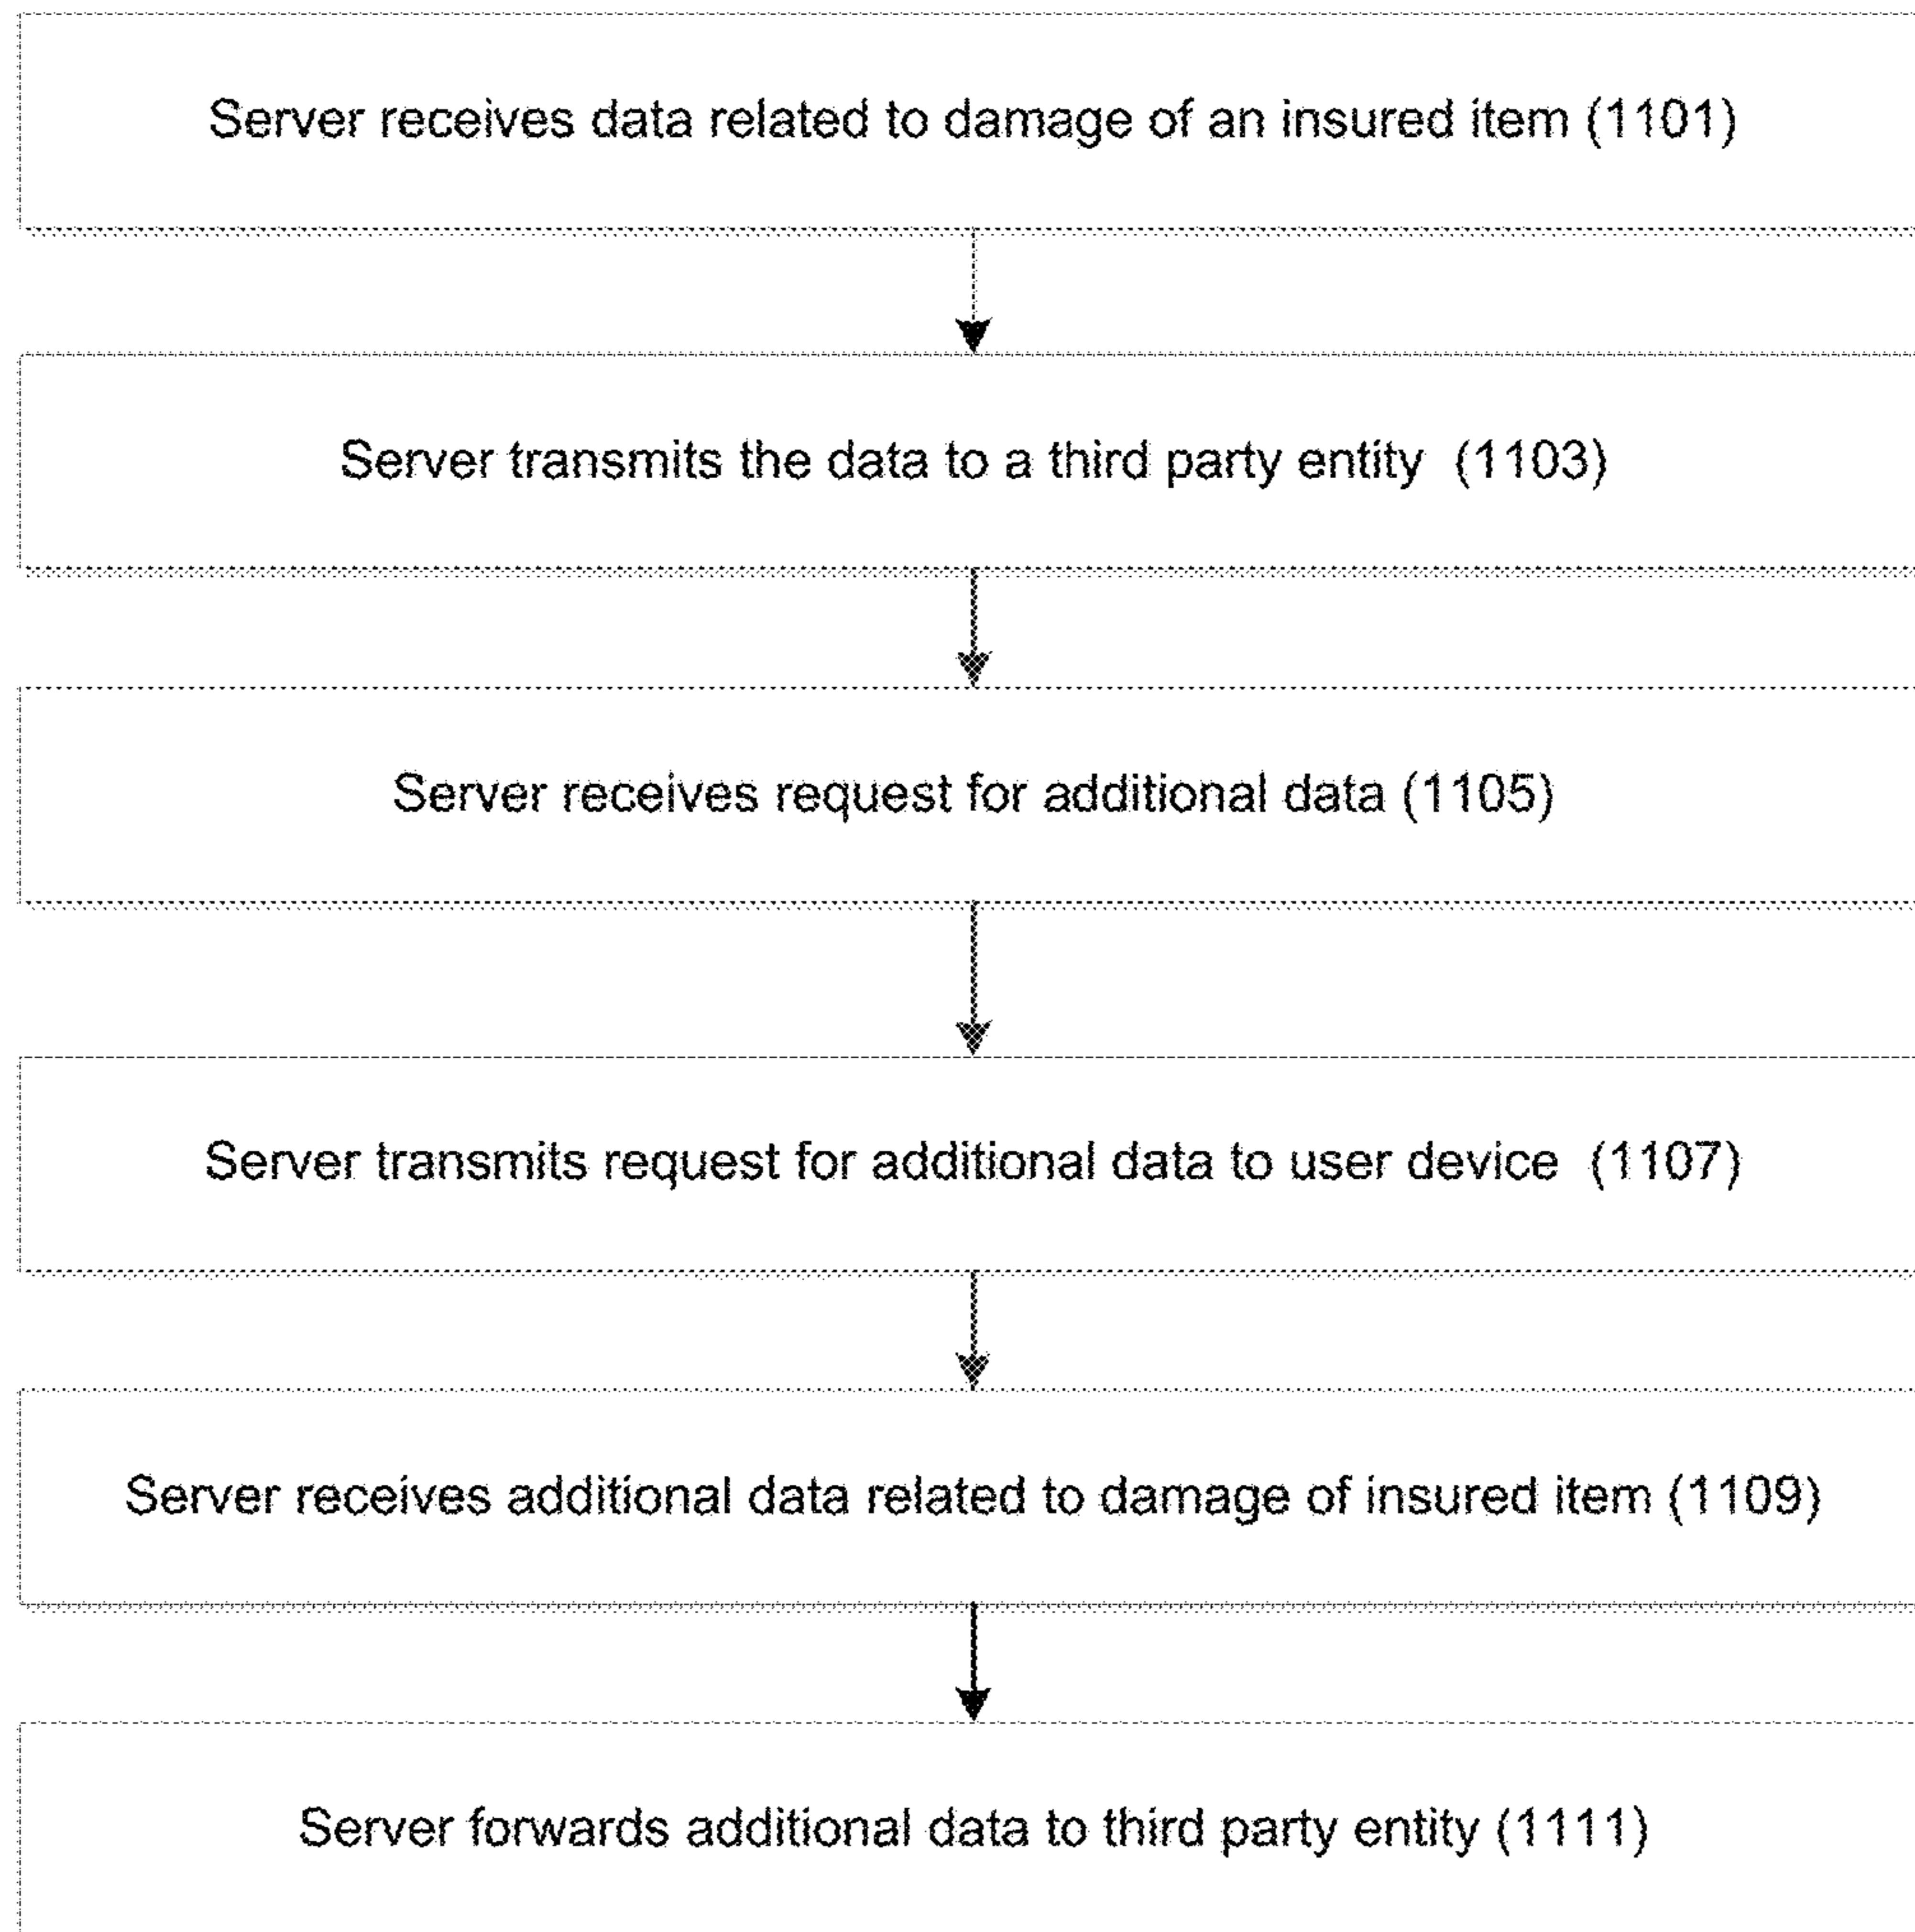 Server receives data related to damage of an insured item (1101)
Server transmits the data to a third party entity (1103)
Server receives request for additional data (1105)
Server transmits request for additional data to user device (1107)
Server receives additional data related to damage of insured item (1109)
Server forwards additional data to third party entity (1111)